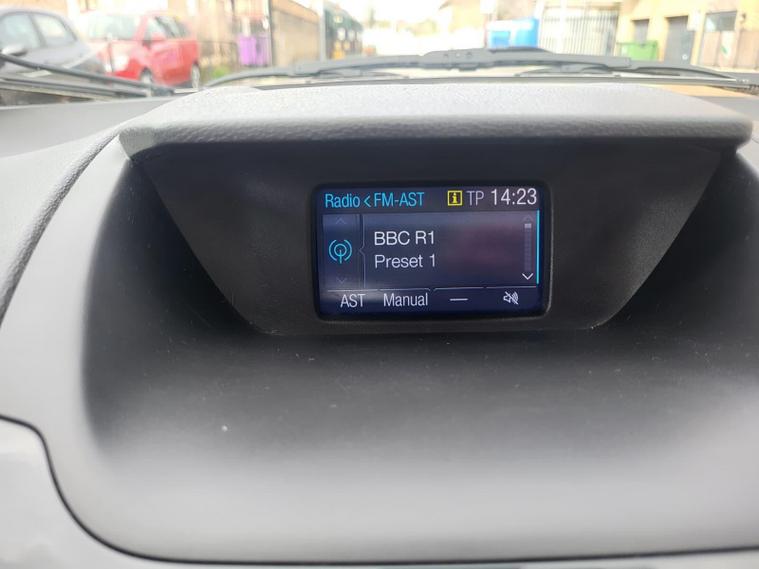 Radio < FM-AST i TP 14:23
BBC R1
Preset 1
AST Manual —